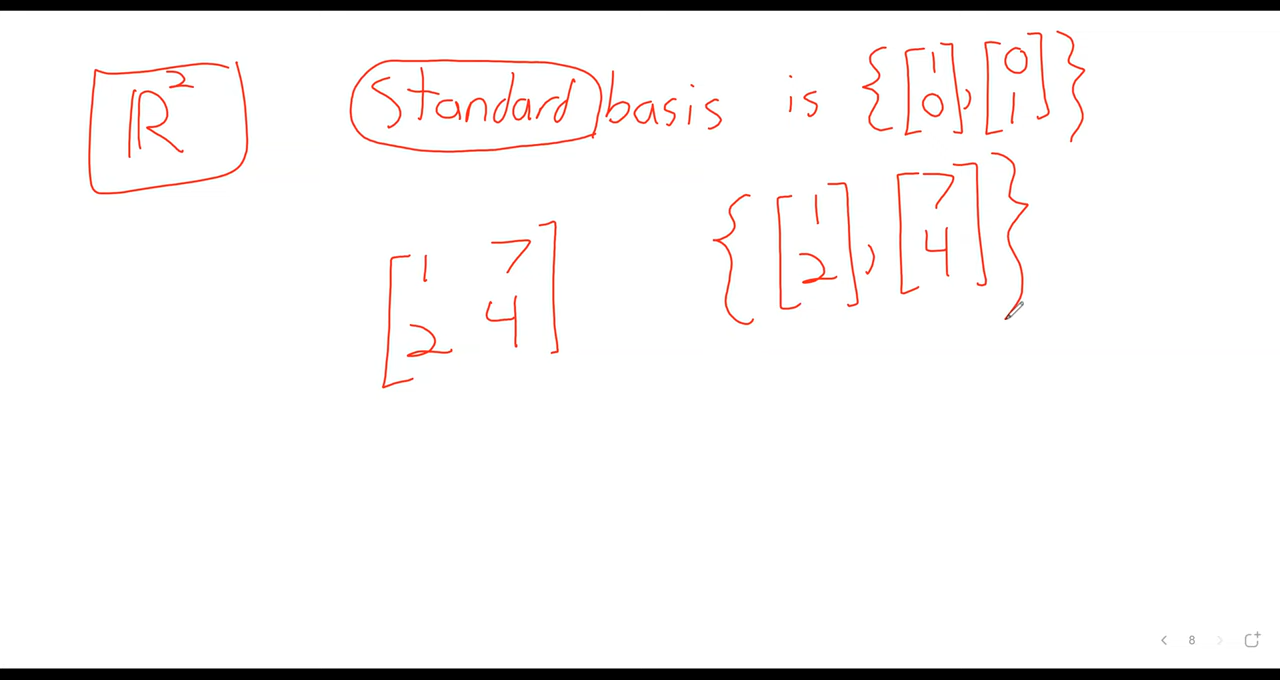 ℝ² Standard basis is {[1 0], [0 1]}
{[1 2], [7 4]}
[1 7
2 4]
< 8 >